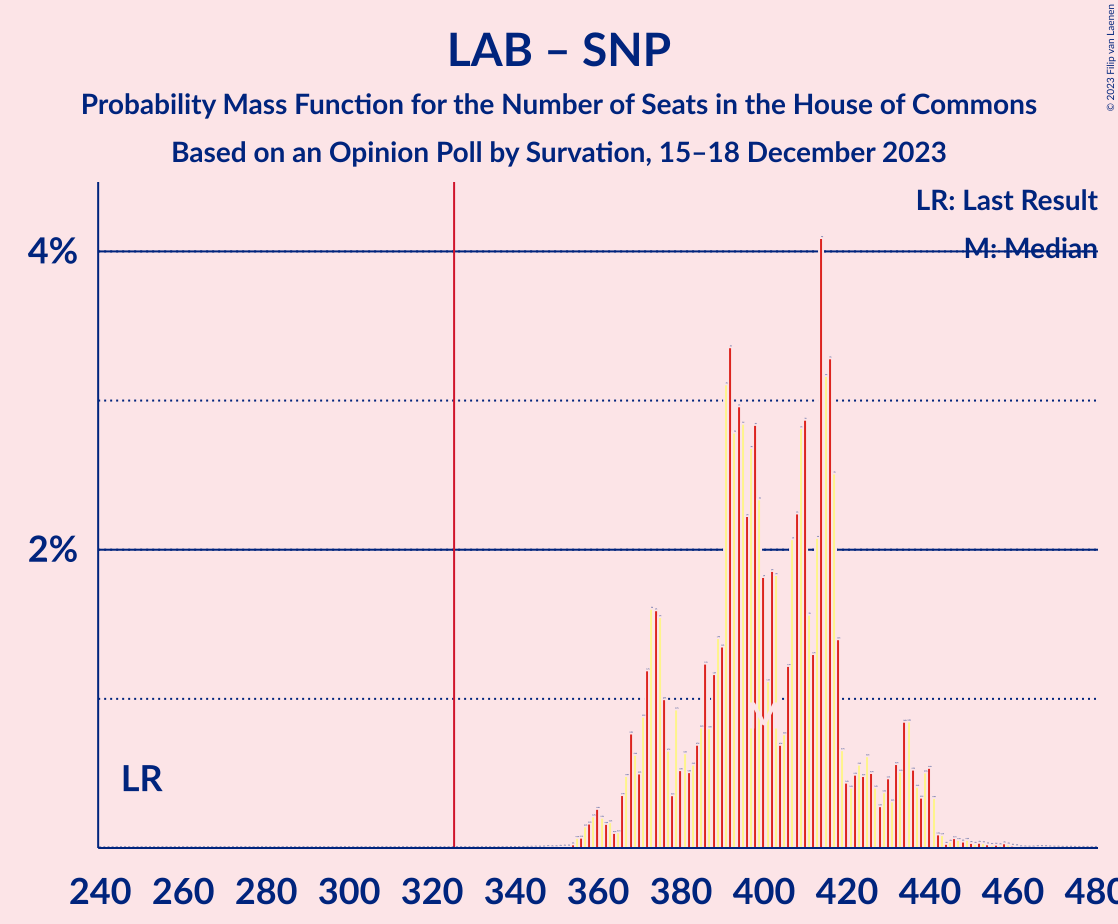 LAB – SNP
Probability Mass Function for the Number of Seats in the House of Commons
Based on an Opinion Poll by Survation, 15–18 December 2023
© 2023 Filip van Laenen
LR: Last Result
M: Median
4%
2%
LR
240 260 280 300 320 340 360 380 400 420 440 460 480